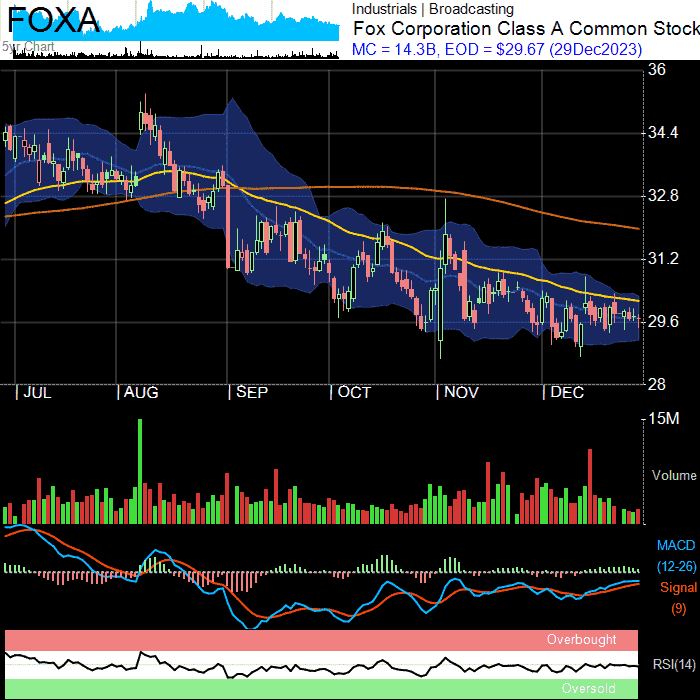 FOXA
5yr Chart
Industrials | Broadcasting
Fox Corporation Class A Common Stock
MC = 14.3B, EOD = $29.67 (29Dec2023)
36
34.4
32.8
31.2
29.6
28
JUL
AUG
SEP
OCT
NOV
DEC
15M
Volume
MACD
(12-26)
Signal
(9)
Overbought
RSI(14)
Oversold